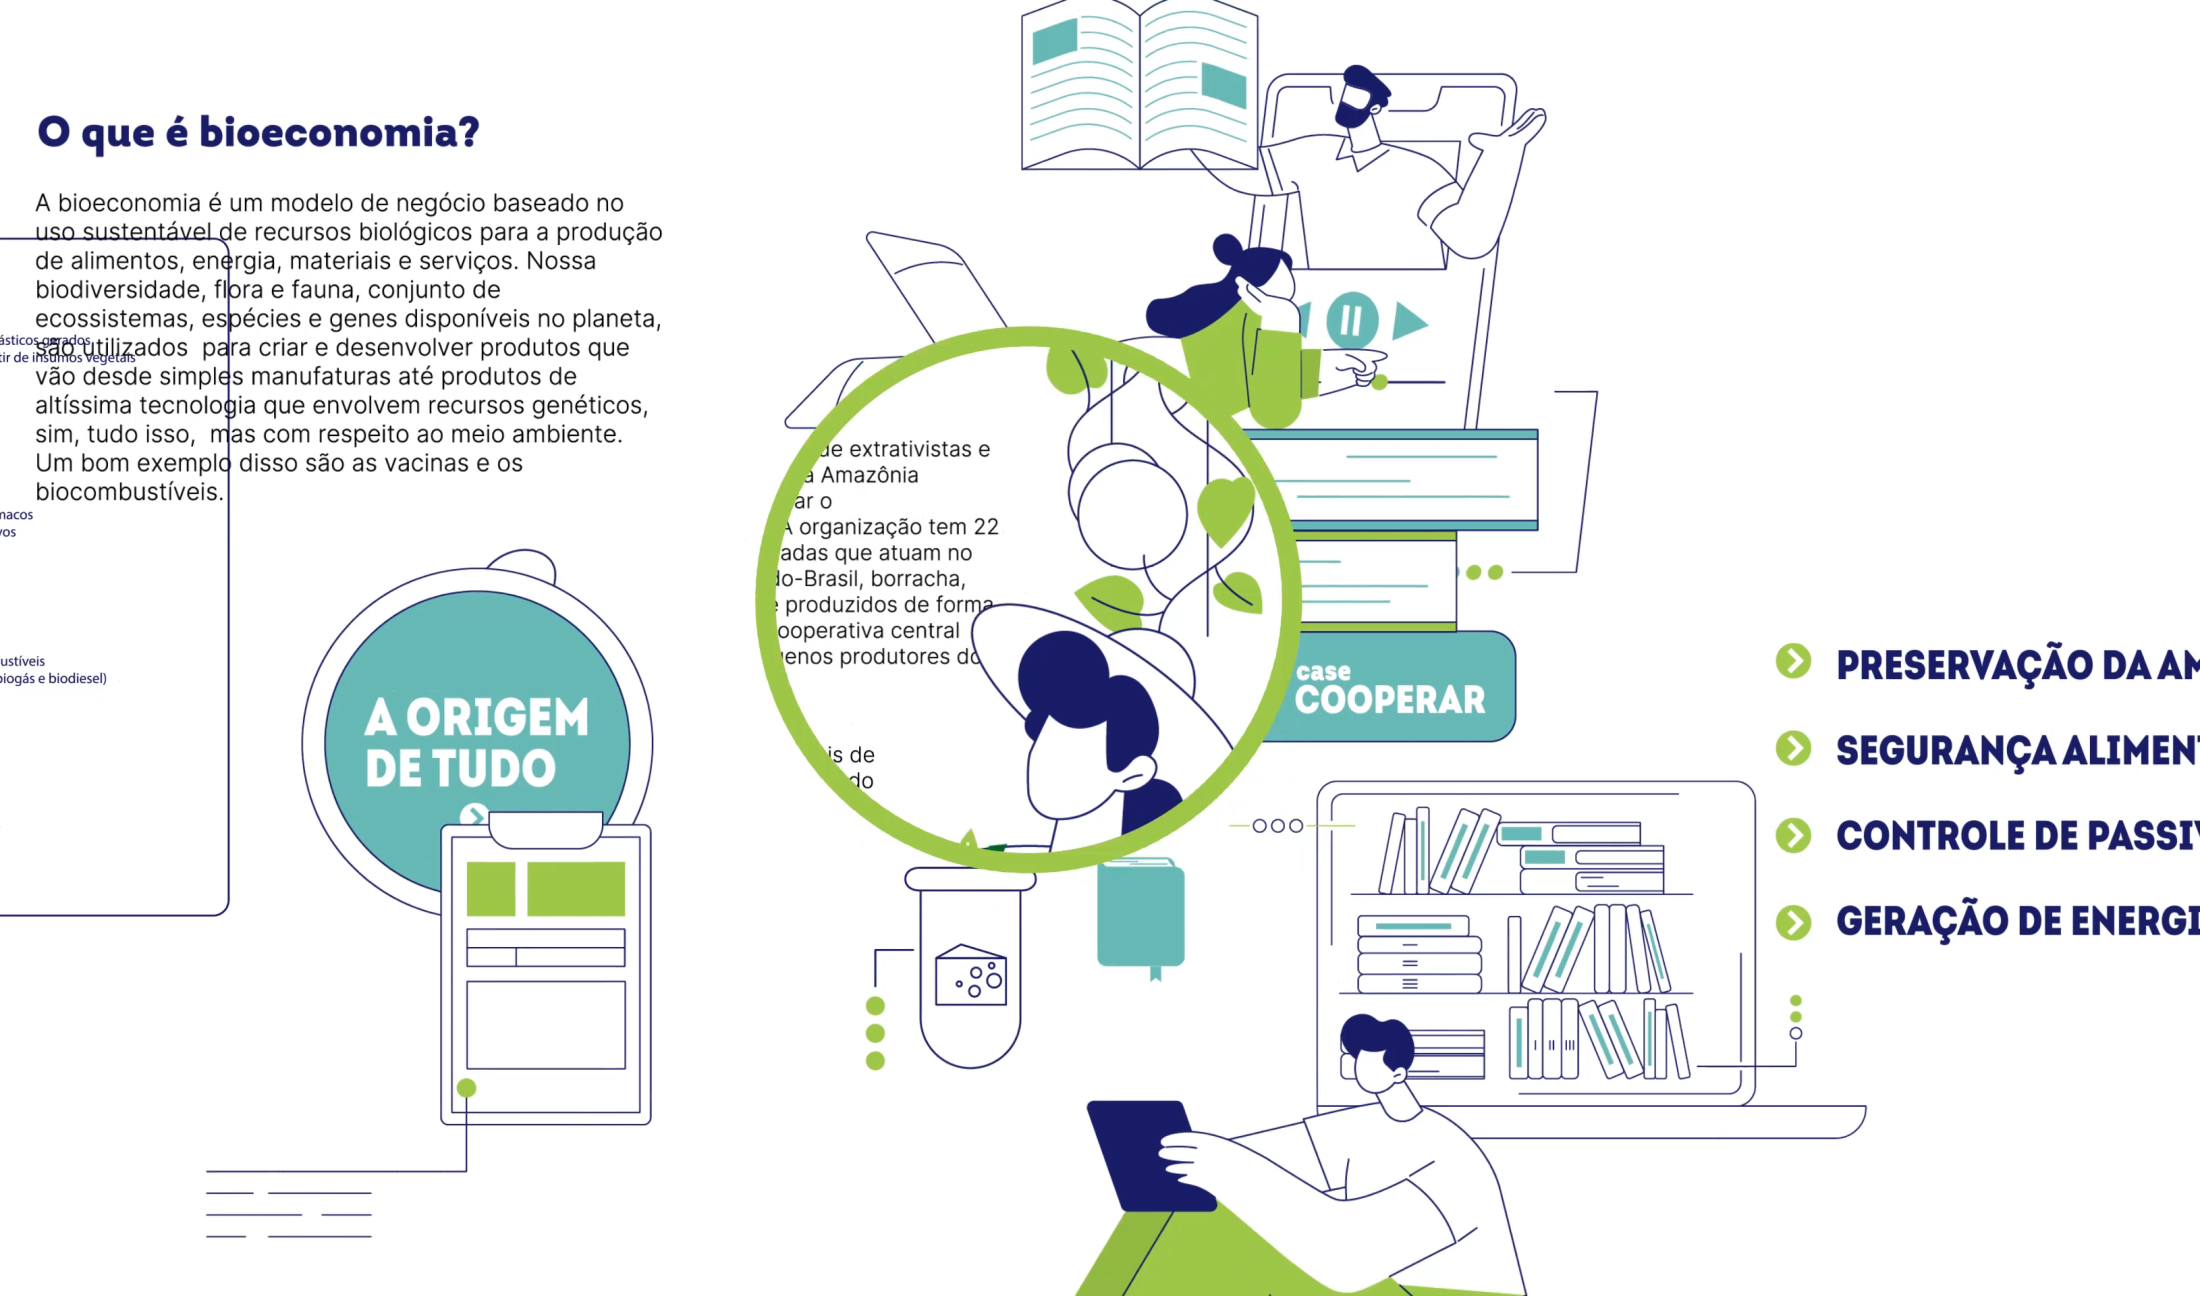 O que é bioeconomia?
A bioeconomia é um modelo de negócio baseado no
uso sustentável de recursos biológicos para a produção
de alimentos, energia, materiais e serviços. Nossa
biodiversidade, flora e fauna, conjunto de
ecossistemas, espécies e genes disponíveis no planeta,
são utilizados para criar e desenvolver produtos que
vão desde simples manufaturas até produtos de
altíssima tecnologia que envolvem recursos genéticos,
sim, tudo isso, mas com respeito ao meio ambiente.
Um bom exemplo disso são as vacinas e os
biocombustíveis.
ásticos gerados
tir de insumos vegetais
macos
vos
ustíveis
biogás e biodiesel)
A ORIGEM
DE TUDO
de extrativistas e
a Amazônia
ar o
A organização tem 22
adas que atuam no
do-Brasil, borracha,
e produzidos de forma
ooperativa central
uenos produtores do
is de
do
case
COOPERAR
PRESERVAÇÃO DA AM
SEGURANÇA ALIMENT
CONTROLE DE PASSIV
GERAÇÃO DE ENERGI